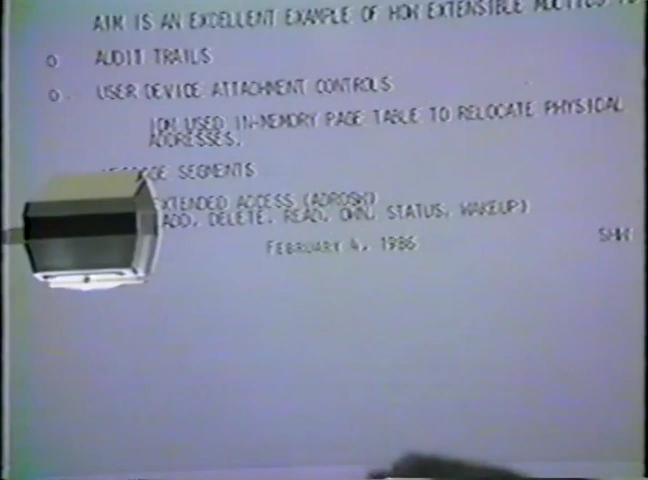 AIM IS AN EXCELLENT EXAMPLE OF HOW EXTENSIBLE MULTICS IS
O AUDIT TRAILS
O USER DEVICE ATTACHMENT CONTROLS
IOM USED IN-MEMORY PAGE TABLE TO RELOCATE PHYSICAL
ADDRESSES.
SEGMENTS
EXTENDED ACCESS (ADROSW)
ADD, DELETE, READ, OWN, STATUS, WAKEUP)
FEBRUARY 4, 1986